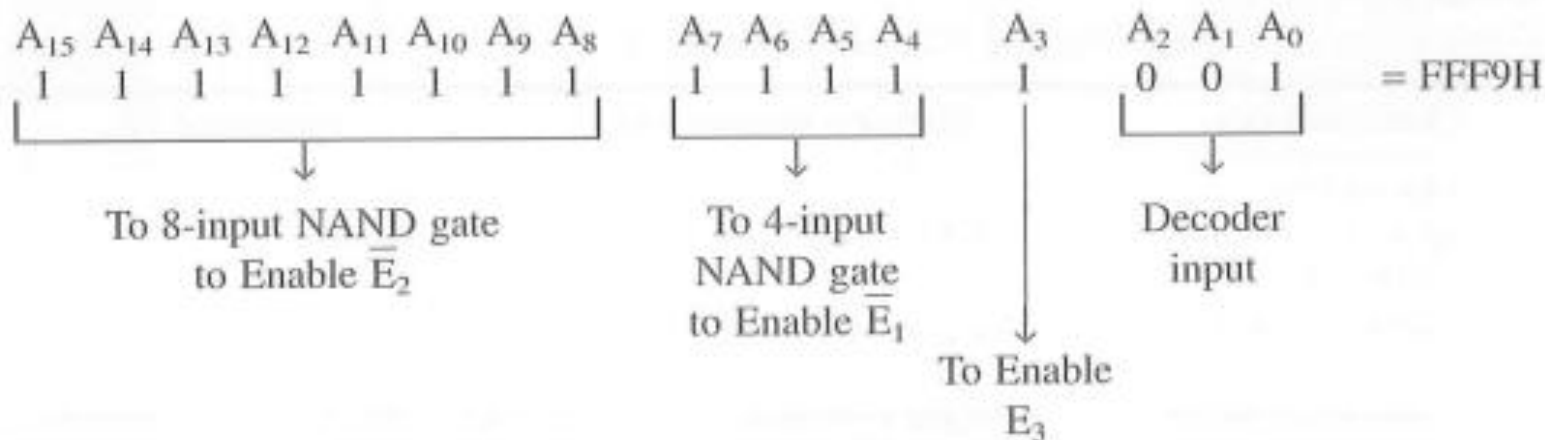 A₁₅ A₁₄ A₁₃ A₁₂ A₁₁ A₁₀ A₉ A₈ A₇ A₆ A₅ A₄ A₃ A₂ A₁ A₀
1 1 1 1 1 1 1 1 1 1 1 1 1 0 0 1 = FFF9H
To 8-input NAND gate
to Enable E̅₂
To 4-input
NAND gate
to Enable E̅₁
To Enable
E₃
Decoder
input